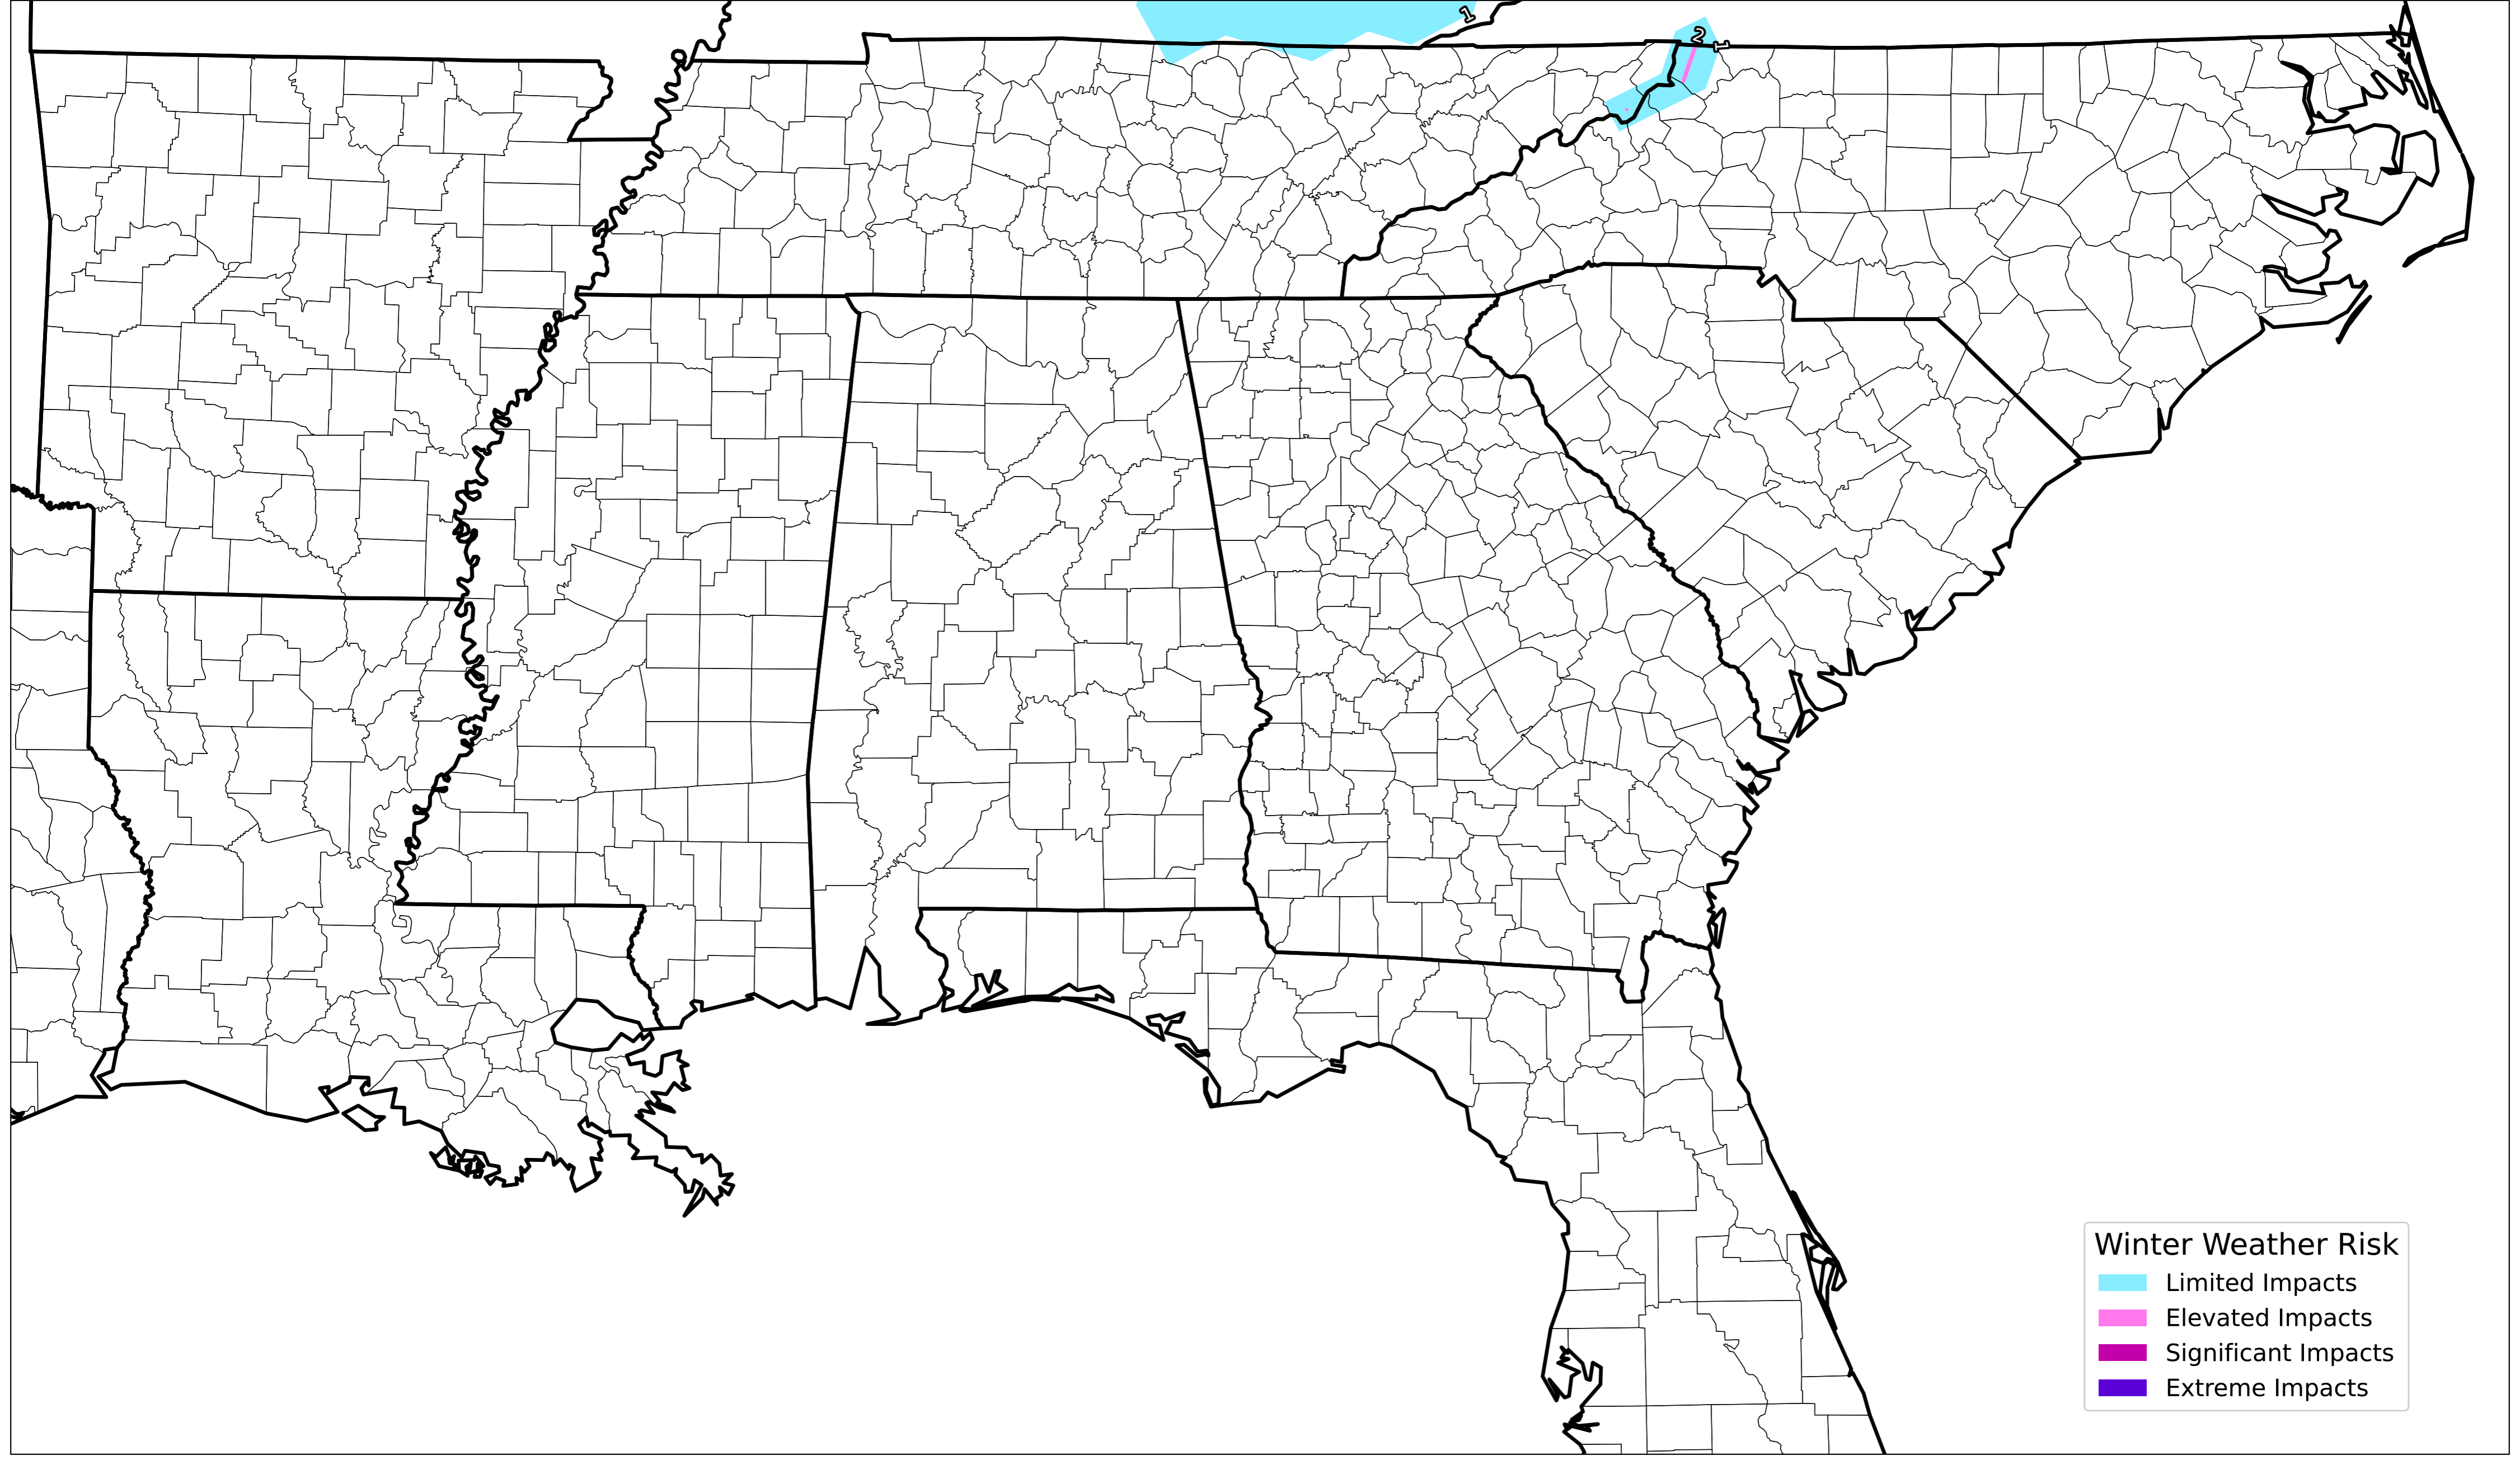 1
2
1
Winter Weather Risk
Limited Impacts
Elevated Impacts
Significant Impacts
Extreme Impacts